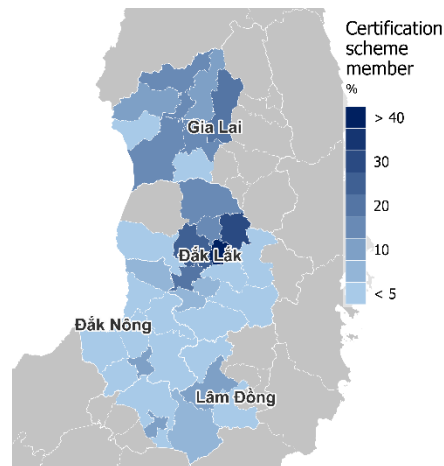 Certification
scheme
member
%
> 40
30
20
10
< 5
Gia Lai
Đắk Lắk
Đắk Nông
Lâm Đồng